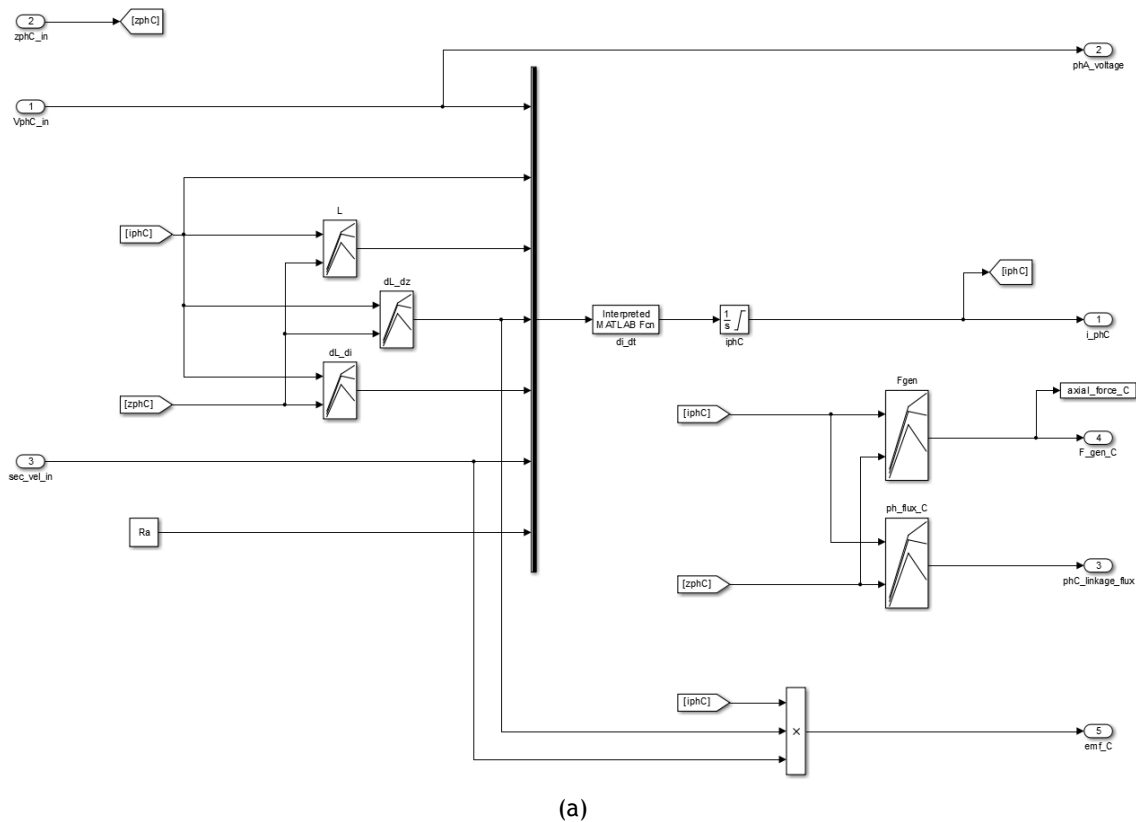 2
zphC_in
[zphC]
2
phA_voltage
1
VphC_in
[iphC]
L
dL_dz
dL_di
[zphC]
3
sec_vel_in
Ra
Interpreted
MATLAB Fcn
di_dt
1
s
iphC
[iphC]
1
i_phC
Fgen
[iphC]
axial_force_C
4
F_gen_C
ph_flux_C
[zphC]
3
phC_linkage_flux
[iphC]
×
5
emf_C
(a)